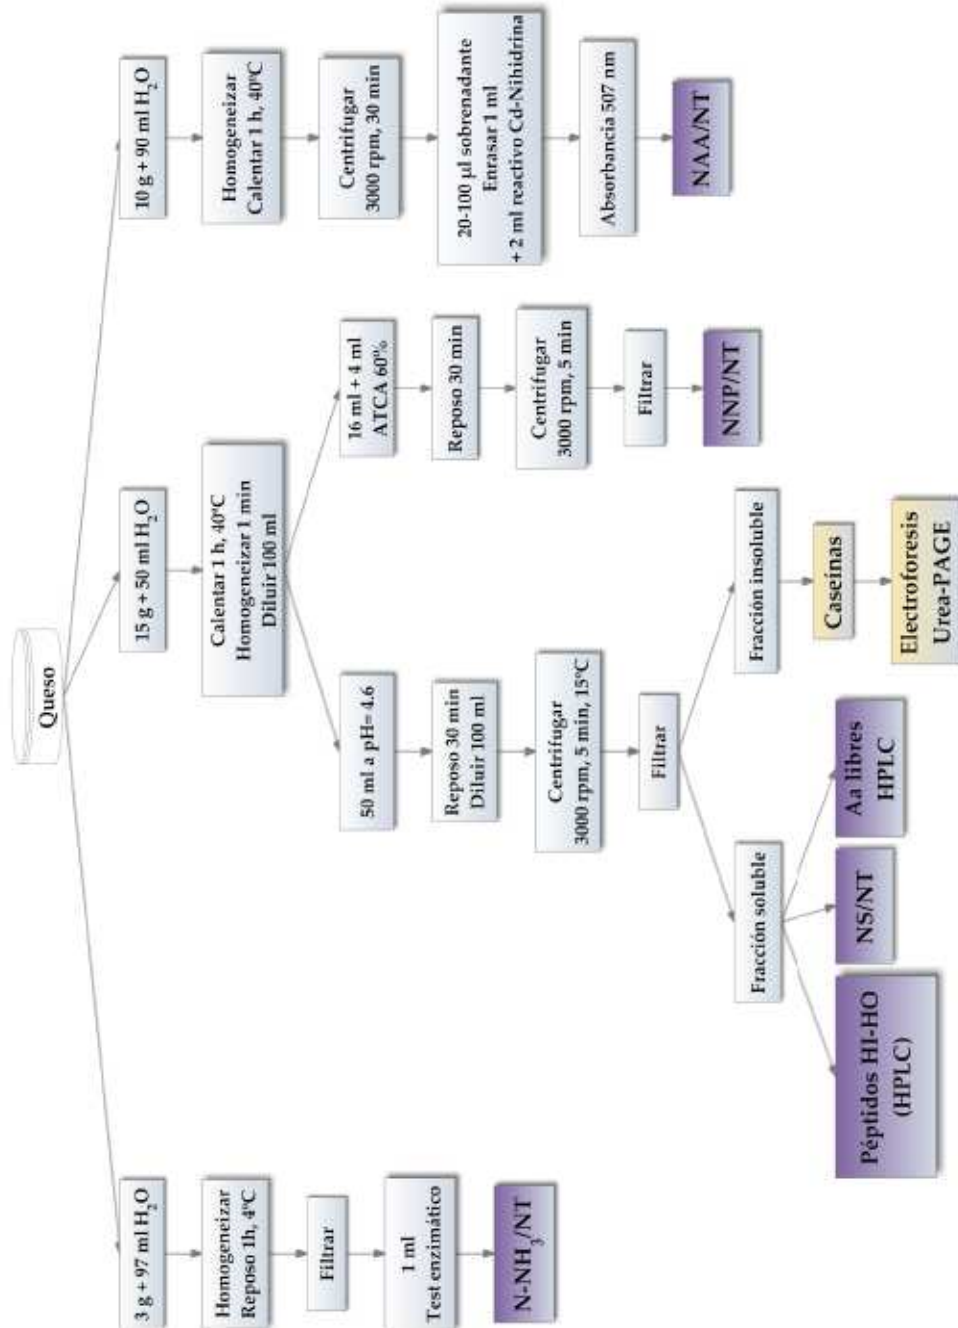 Queso
3 g + 97 ml H₂O
Homogeneizar
Reposo 1h, 4ºC
Filtrar
1 ml
Test enzimático
N-NH₃/NT
15 g + 50 ml H₂O
Calentar 1 h, 40ºC
Homogeneizar 1 min
Diluir 100 ml
50 ml a pH= 4.6
Reposo 30 min
Diluir 100 ml
Centrifugar
3000 rpm, 5 min, 15ºC
Filtrar
Fracción soluble
Péptidos HI-HO
(HPLC)
NS/NT
Aa libres
HPLC
Fracción insoluble
Caseínas
Electroforesis
Urea-PAGE
16 ml + 4 ml
ATCA 60%
Reposo 30 min
Centrifugar
3000 rpm, 5 min
Filtrar
NNP/NT
10 g + 90 ml H₂O
Homogeneizar
Calentar 1 h, 40ºC
Centrifugar
3000 rpm, 30 min
20-100 µl sobrenadante
Enrasar 1 ml
+ 2 ml reactivo Cd-Nihidrina
Absorbancia 507 nm
NAA/NT